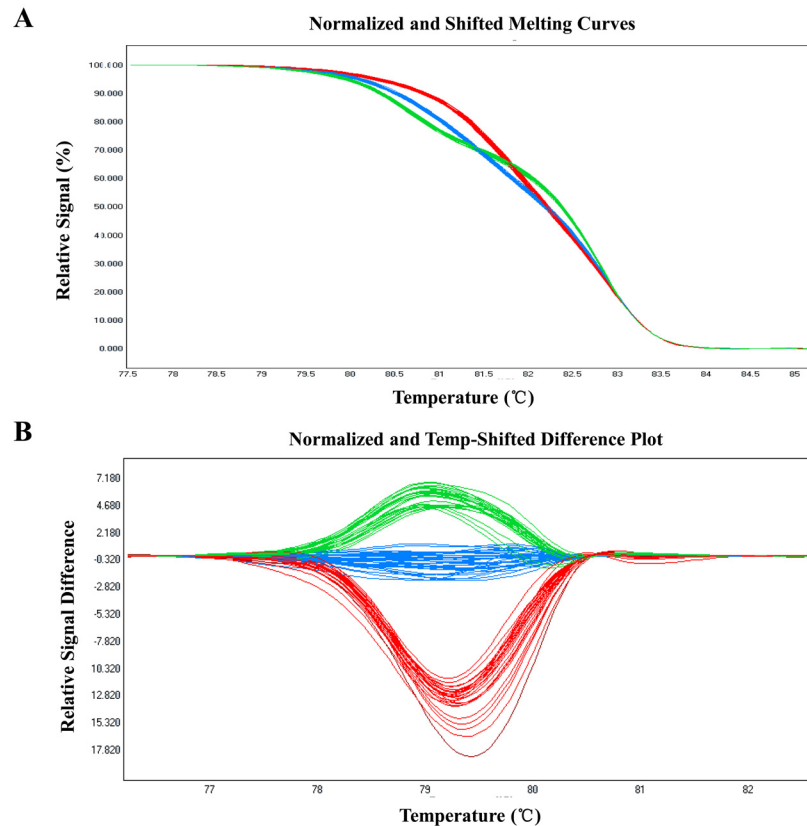 A
Normalized and Shifted Melting Curves
Relative Signal (%)
100.000
90.000
80.000
70.000
60.000
50.000
40.000
30.000
20.000
10.000
0.000
77.5 78 78.5 79 79.5 80 80.5 81 81.5 82 82.5 83 83.5 84 84.5 85
Temperature (℃)
B
Normalized and Temp-Shifted Difference Plot
Relative Signal Difference
7.180
4.680
2.180
-0.320
2.820
5.320
7.820
10.320
12.820
15.320
17.820
77 78 79 80 81 82
Temperature (℃)